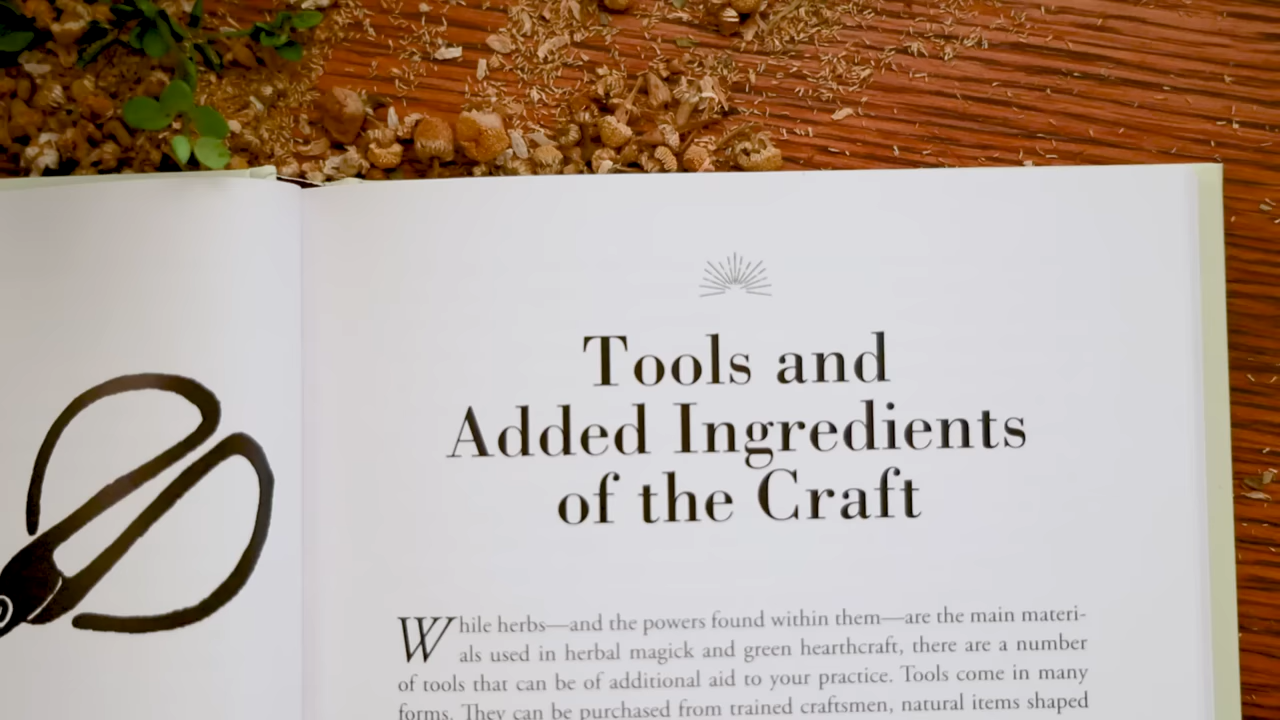 Tools and
Added Ingredients
of the Craft
While herbs—and the powers found within them—are the main materi-
als used in herbal magick and green hearthcraft, there are a number
of tools that can be of additional aid to your practice. Tools come in many
forms. They can be purchased from trained craftsmen, natural items shaped